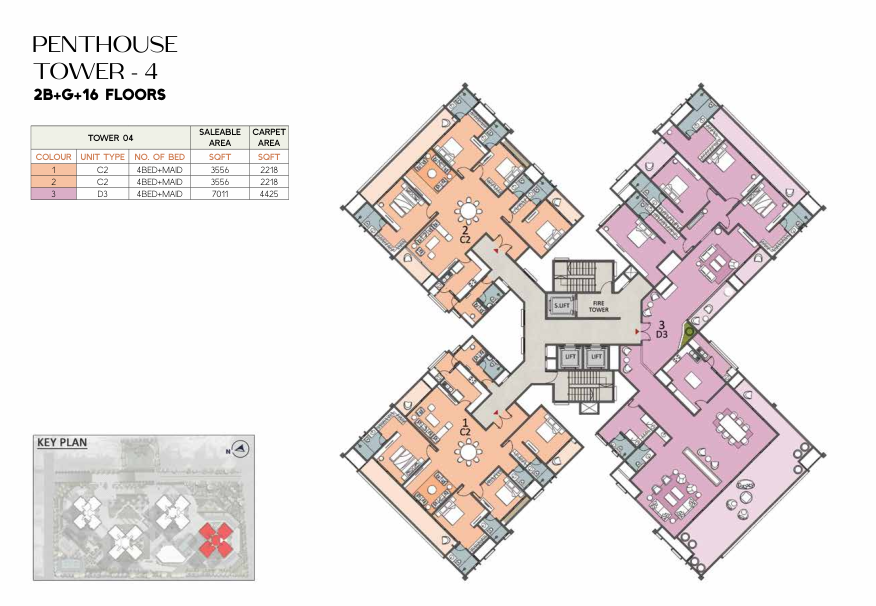 PENTHOUSE
TOWER - 4
2B+G+16 FLOORS
TOWER 04 SALEABLE AREA CARPET AREA
COLOUR UNIT TYPE NO. OF BED SQFT SQFT
1 C2 4BED+MAID 3556 2218
2 C2 4BED+MAID 3556 2218
3 D3 4BED+MAID 7011 4425
2
C2
S.LIFT
FIRE
TOWER
3
D3
LIFT LIFT
1
C2
KEY PLAN
N